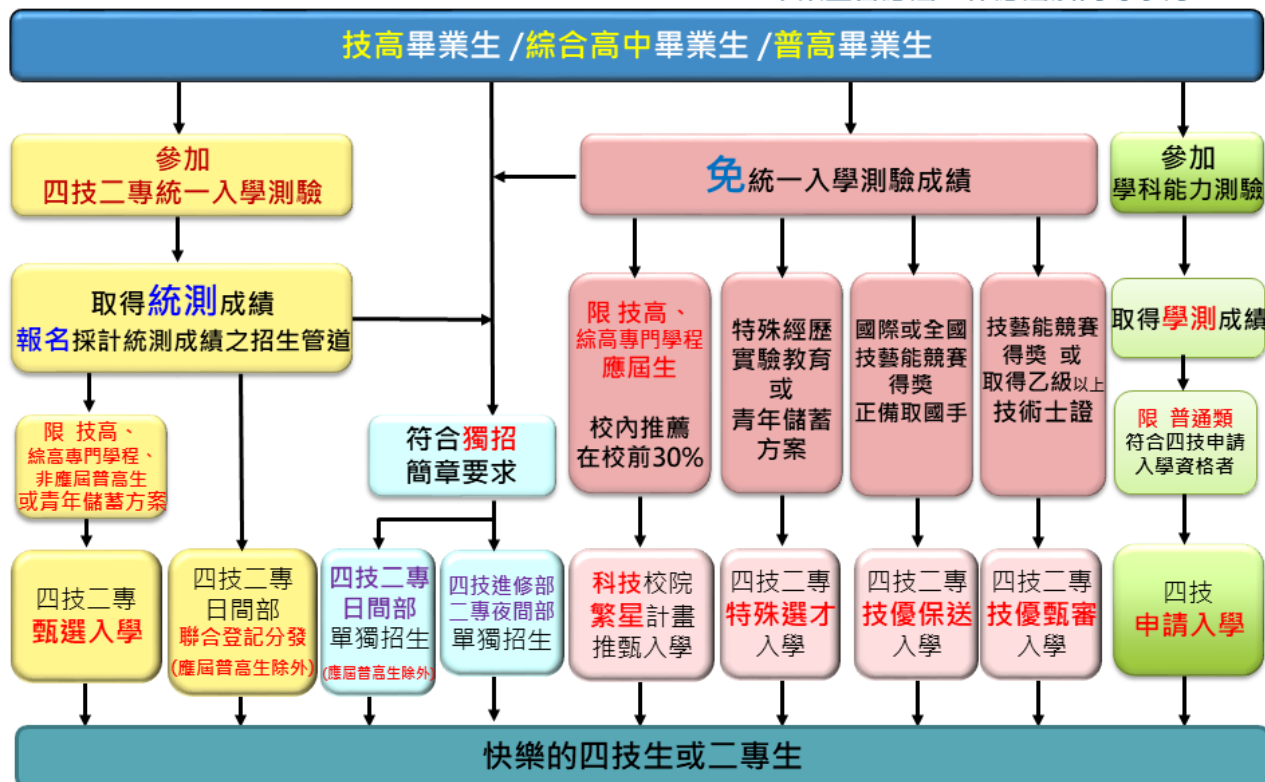 技高畢業生 /綜合高中畢業生 /普高畢業生
參加
四技二專統一入學測驗
免統一入學測驗成績
參加
學科能力測驗
取得統測成績
報名採計統測成績之招生管道
限 技高、
綜高專門學程
應屆生
校內推薦
在校前30%
特殊經歷
實驗教育
或
青年儲蓄
方案
國際或全國
技藝能競賽
得獎
正備取國手
技藝能競賽
得獎 或
取得乙級以上
技術士證
取得學測成績
限 技高、
綜高專門學程、
非應屆普高生
或青年儲蓄方案
符合獨招
簡章要求
限 普通類
符合四技申請
入學資格者
四技二專
甄選入學
四技二專
日間部
聯合登記分發
(應屆普高生除外)
四技二專
日間部
單獨招生
(應屆普高生除外)
四技進修部
二專夜間部
單獨招生
科技校院
繁星計畫
推甄入學
四技二專
特殊選才
入學
四技二專
技優保送
入學
四技二專
技優甄審
入學
四技
申請入學
快樂的四技生或二專生